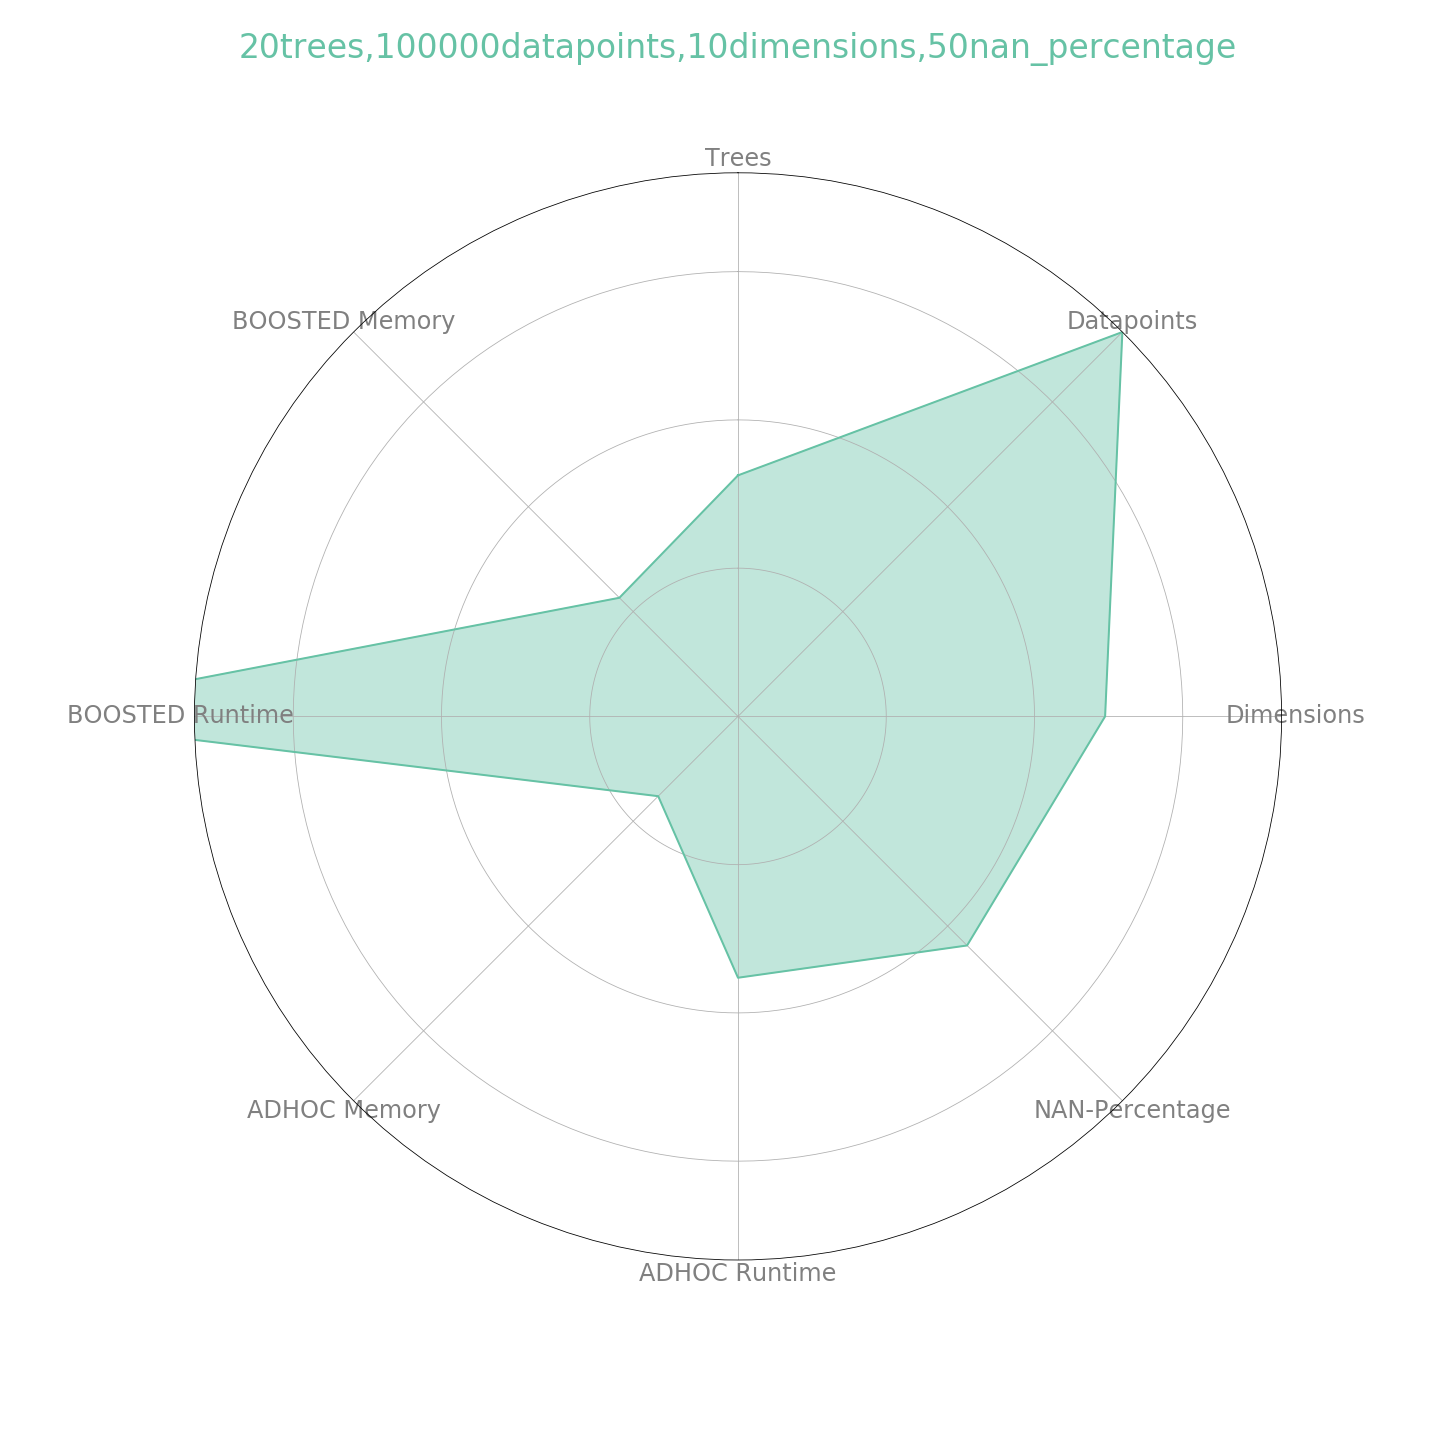 20trees,100000datapoints,10dimensions,50nan_percentage
Trees
BOOSTED Memory
Datapoints
BOOSTED Runtime
Dimensions
ADHOC Memory
NAN-Percentage
ADHOC Runtime